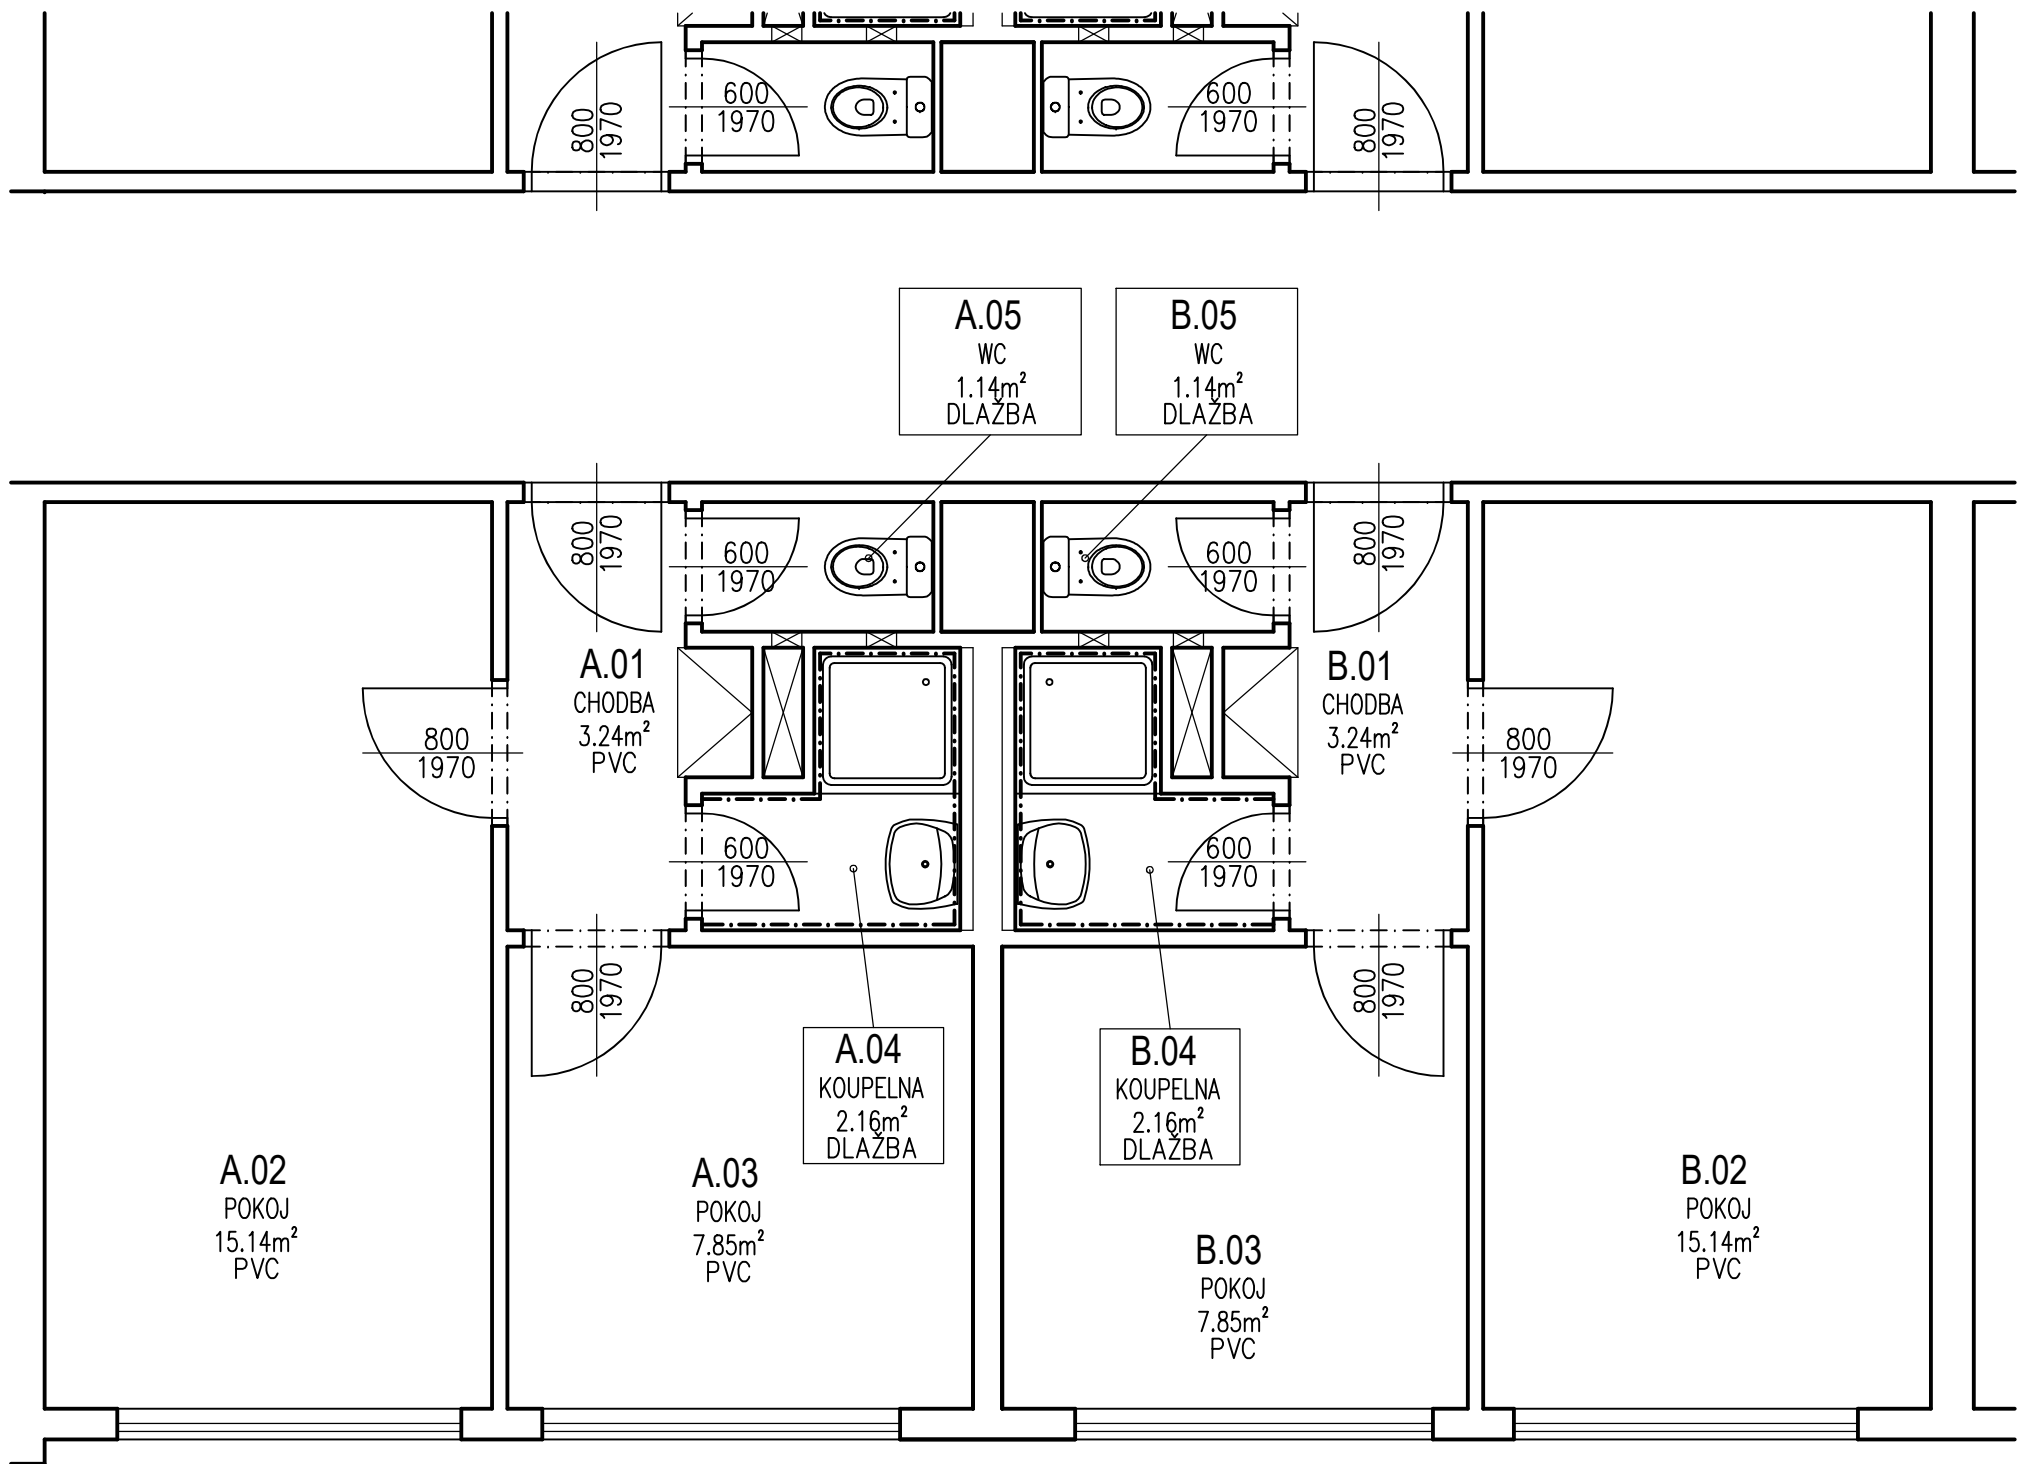 600
1970
600
1970
800
1970
800
1970
A.05
WC
1.14m²
DLAŽBA
B.05
WC
1.14m²
DLAŽBA
800
1970
600
1970
600
1970
800
1970
A.01
CHODBA
3.24m²
PVC
B.01
CHODBA
3.24m²
PVC
800
1970
800
1970
600
1970
600
1970
800
1970
800
1970
A.04
KOUPELNA
2.16m²
DLAŽBA
B.04
KOUPELNA
2.16m²
DLAŽBA
A.02
POKOJ
15.14m²
PVC
A.03
POKOJ
7.85m²
PVC
B.03
POKOJ
7.85m²
PVC
B.02
POKOJ
15.14m²
PVC